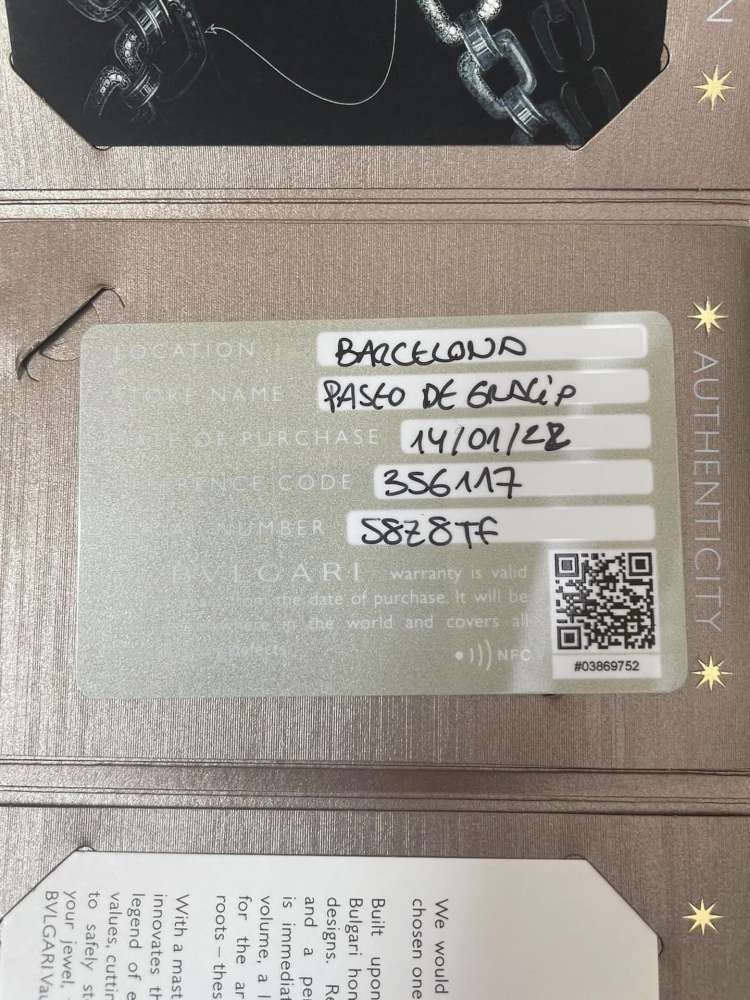 LOCATION BARCELONA
STORE NAME PASEO DE GRACIA
DATE OF PURCHASE 14/01/22
REFERENCE CODE 356117
NUMBER S8Z8TF
BVLGARI warranty is valid
from the date of purchase. It will be
in the world and covers all
defects
NFC
#03869752
AUTHENTICITY
N
We would
chosen one
Built upon
Bulgari hon
designs. Re
and a pe
is immediat
volume, a l
for the ar
roots – thes
With a mast
innovates th
legend of e
values, cuttin
to safely st
your jewel,
BVLGARI Vau